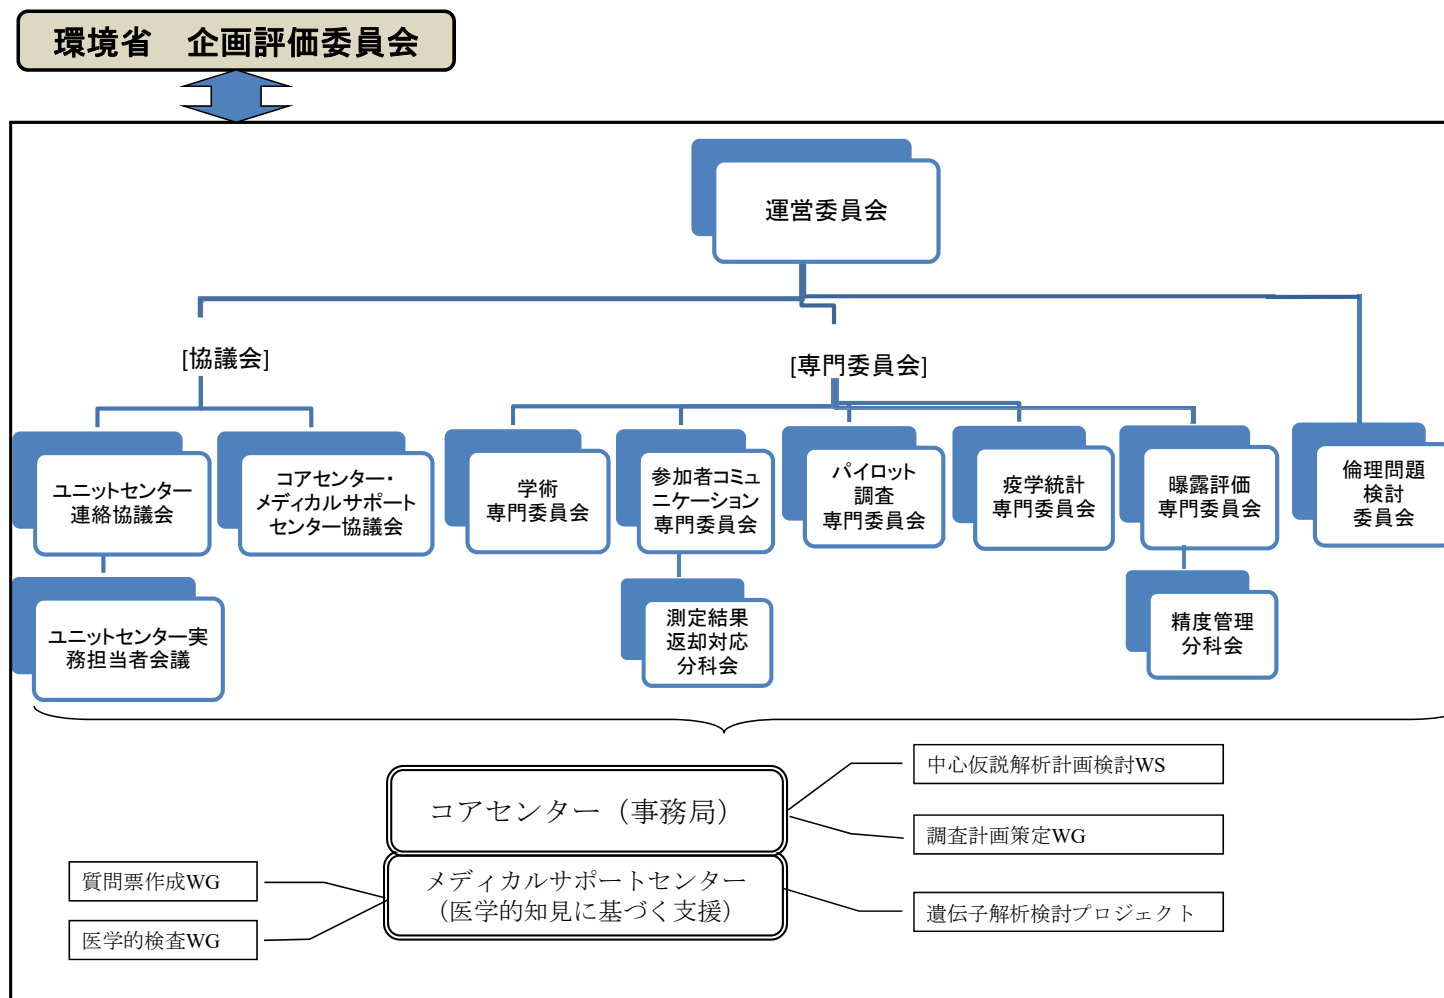 環境省　企画評価委員会
運営委員会
[協議会]
[専門委員会]
ユニットセンター
連絡協議会
コアセンター・
メディカルサポート
センター協議会
学術
専門委員会
参加者コミュ
ニケーション
専門委員会
パイロット
調査
専門委員会
疫学統計
専門委員会
曝露評価
専門委員会
倫理問題
検討
委員会
ユニットセンター実
務担当者会議
測定結果
返却対応
分科会
精度管理
分科会
コアセンター（事務局）
メディカルサポートセンター
（医学的知見に基づく支援）
中心仮説解析計画検討WS
調査計画策定WG
遺伝子解析検討プロジェクト
質問票作成WG
医学的検査WG